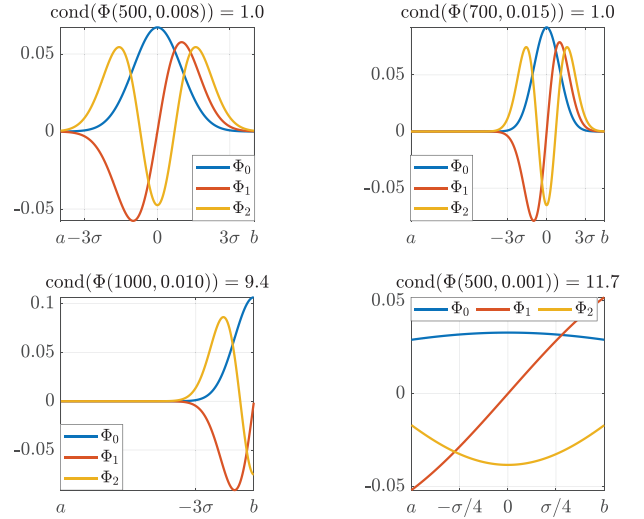 cond(Φ(500, 0.008)) = 1.0
0.05
0
-0.05
Φ₀
Φ₁
Φ₂
a −3σ 0 3σ b
cond(Φ(700, 0.015)) = 1.0
0.05
0
-0.05
Φ₀
Φ₁
Φ₂
a −3σ 0 3σ b
cond(Φ(1000, 0.010)) = 9.4
0.1
0.05
0
-0.05
Φ₀
Φ₁
Φ₂
a −3σ b
cond(Φ(500, 0.001)) = 11.7
0.05
Φ₀ Φ₁ Φ₂
0
-0.05
a −σ/4 0 σ/4 b